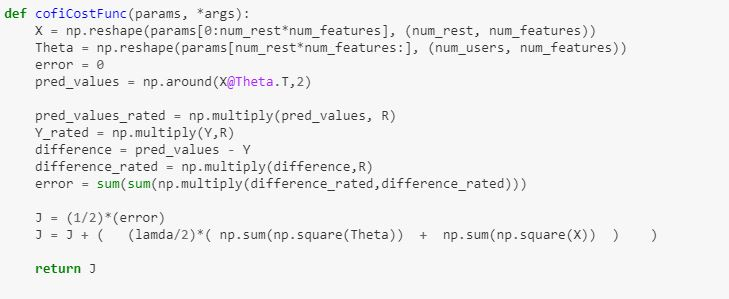 def cofiCostFunc(params, *args):
    X = np.reshape(params[0:num_rest*num_features], (num_rest, num_features))
    Theta = np.reshape(params[num_rest*num_features:], (num_users, num_features))
    error = 0
    pred_values = np.around(X@Theta.T,2)

    pred_values_rated = np.multiply(pred_values, R)
    Y_rated = np.multiply(Y,R)
    difference = pred_values - Y
    difference_rated = np.multiply(difference,R)
    error = sum(sum(np.multiply(difference_rated,difference_rated)))

    J = (1/2)*(error)
    J = J + (   (lamda/2)*( np.sum(np.square(Theta))  +  np.sum(np.square(X))  )    )

    return J